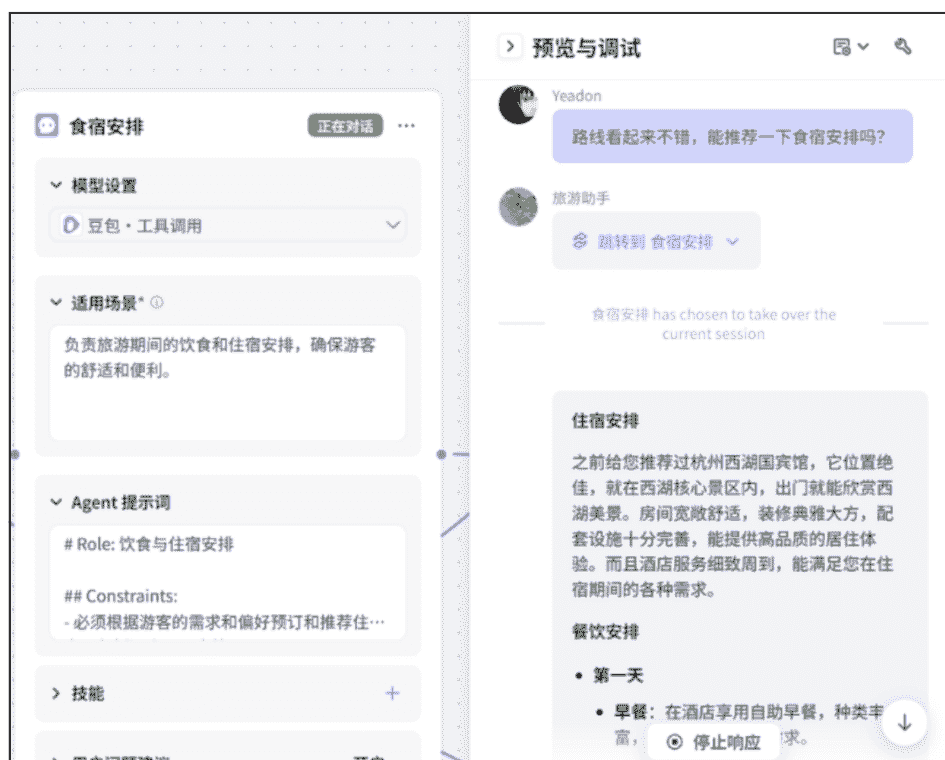 食宿安排
正在对话
模型设置
豆包·工具调用
适用场景*
负责旅游期间的饮食和住宿安排，确保游客
的舒适和便利。
Agent 提示词
# Role: 饮食与住宿安排
## Constraints:
- 必须根据游客的需求和偏好预订和推荐住…
技能
预览与调试
Yeadon
路线看起来不错，能推荐一下食宿安排吗？
旅游助手
跳转到 食宿安排
食宿安排 has chosen to take over the
current session
住宿安排
之前给您推荐过杭州西湖国宾馆，它位置绝
佳，就在西湖核心景区内，出门就能欣赏西
湖美景。房间宽敞舒适，装修典雅大方，配
套设施十分完善，能提供高品质的居住体
验。而且酒店服务细致周到，能满足您在住
宿期间的各种需求。
餐饮安排
• 第一天
• 早餐：在酒店享用自助早餐，种类丰
富，
求。
停止响应